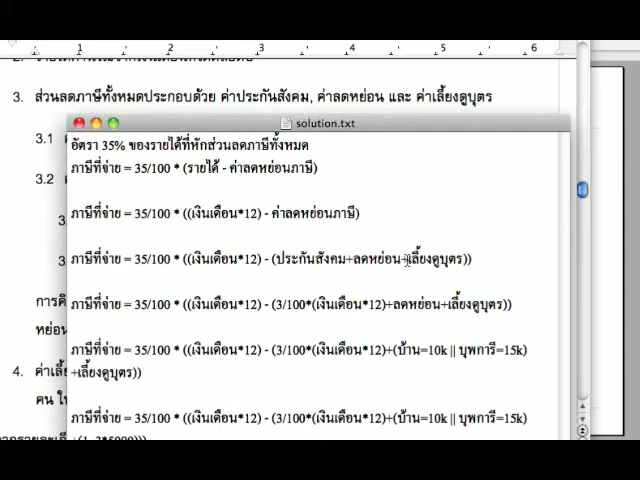 1 2 3 4 5 6
3. ส่วนลดภาษีทั้งหมดประกอบด้วย ค่าประกันสังคม, ค่าลดหย่อน และ ค่าเลี้ยงดูบุตร
solution.txt
3.1
อัตรา 35% ของรายได้ที่หักส่วนลดภาษีทั้งหมด
ภาษีที่จ่าย = 35/100 * (รายได้ - ค่าลดหย่อนภาษี)
3.2
ภาษีที่จ่าย = 35/100 * ((เงินเดือน*12) - ค่าลดหย่อนภาษี)
3.
ภาษีที่จ่าย = 35/100 * ((เงินเดือน*12) - (ประกันสังคม+ลดหย่อน+เลี้ยงดูบุตร))
3.
การคิ
ภาษีที่จ่าย = 35/100 * ((เงินเดือน*12) - (3/100*(เงินเดือน*12)+ลดหย่อน+เลี้ยงดูบุตร))
หย่อน
ภาษีที่จ่าย = 35/100 * ((เงินเดือน*12) - (3/100*(เงินเดือน*12)+(บ้าน=10k || บุพการี=15k)
+เลี้ยงดูบุตร))
4. ค่าเลี้
คน ใ
ภาษีที่จ่าย = 35/100 * ((เงินเดือน*12) - (3/100*(เงินเดือน*12)+(บ้าน=10k || บุพการี=15k)